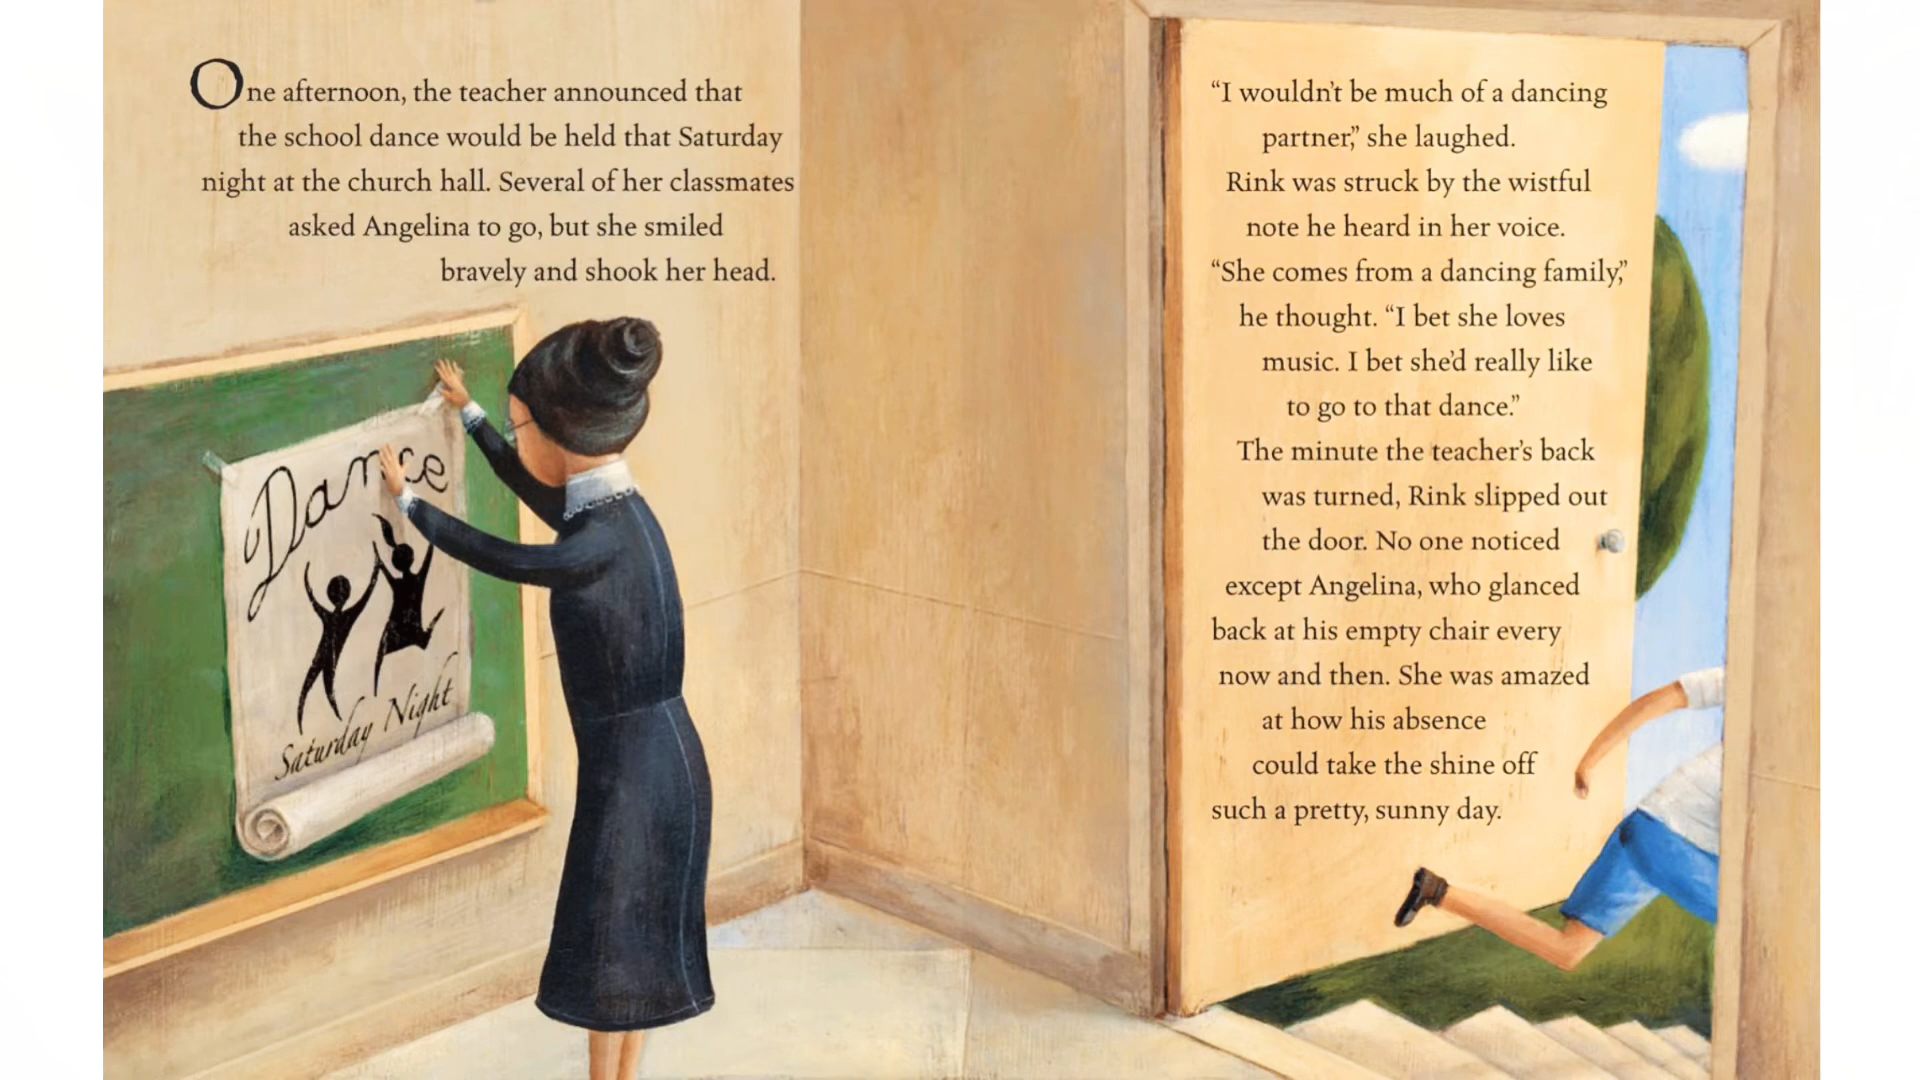 One afternoon, the teacher announced that
the school dance would be held that Saturday
night at the church hall. Several of her classmates
asked Angelina to go, but she smiled
bravely and shook her head.
Dance
Saturday Night
“I wouldn’t be much of a dancing
partner,” she laughed.
Rink was struck by the wistful
note he heard in her voice.
“She comes from a dancing family,”
he thought. “I bet she loves
music. I bet she’d really like
to go to that dance.”
The minute the teacher’s back
was turned, Rink slipped out
the door. No one noticed
except Angelina, who glanced
back at his empty chair every
now and then. She was amazed
at how his absence
could take the shine off
such a pretty, sunny day.